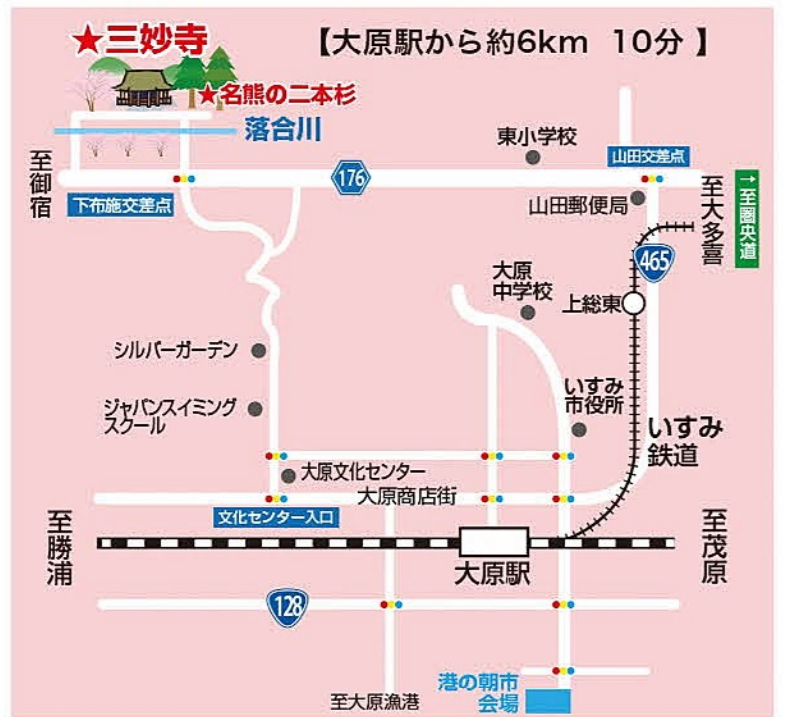 ★三妙寺
【大原駅から約6km 10分 】
★名熊の二本杉
落合川
東小学校
山田交差点
至御宿
176
下布施交差点
山田郵便局
至大多喜
→至圏央道
465
大原
中学校
上総東
シルバーガーデン
ジャパンスイミング
スクール
いすみ
市役所
いすみ
鉄道
大原文化センター
大原商店街
文化センター入口
至勝浦
至茂原
大原駅
128
港の朝市
会場
至大原漁港